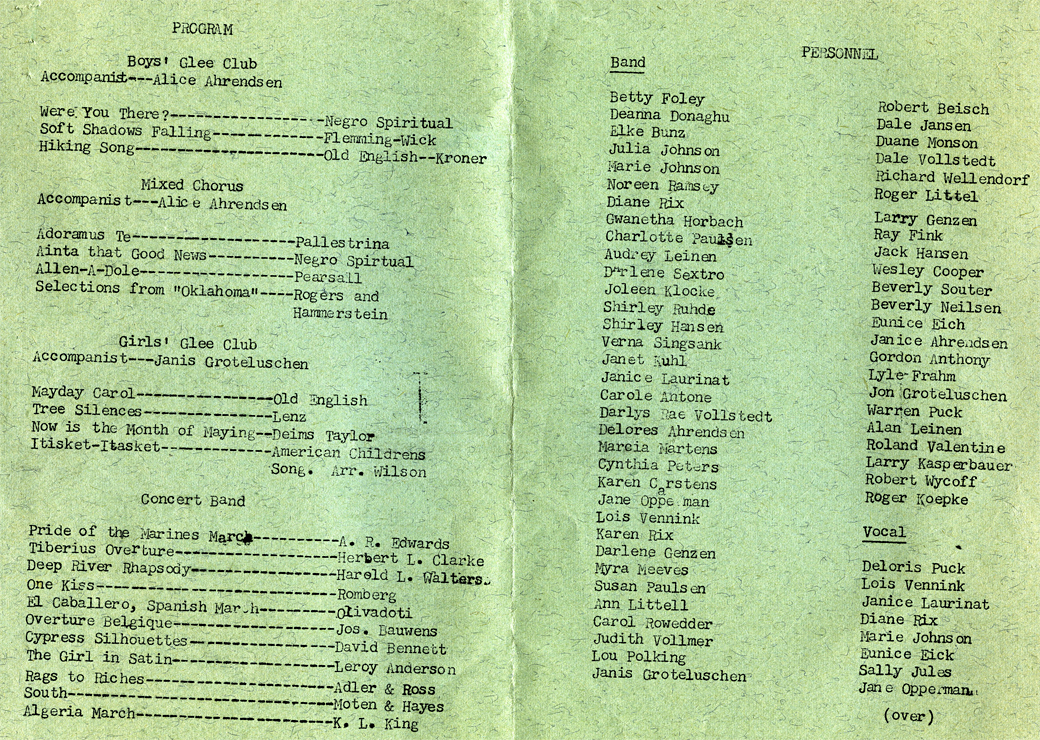 PROGRAM
Boys' Glee Club
Accompanist---Alice Ahrendsen
Were You There?--------------------Negro Spiritual
Soft Shadows Falling--------------Flemming-Wick
Hiking Song------------------------Old English--Kroner
Mixed Chorus
Accompanist---Alice Ahrendsen
Adoramus Te---------------------Pallestrina
Ainta that Good News-----------Negro Spirtual
Allen-A-Dole--------------------Pearsall
Selections from "Oklahoma"----Rogers and
Hammerstein
Girls' Glee Club
Accompanist---Janis Groteluschen
Mayday Carol-----------------Old English
Tree Silences----------------Lenz
Now is the Month of Maying--Deims Taylor
Itisket-Itasket--------------American Childrens
Song. Arr. Wilson
Concert Band
Pride of the Marines March-----------A. R. Edwards
Tiberius Overture--------------------Herbert L. Clarke
Deep River Rhapsody------------------Harold L. Walters
One Kiss-----------------------------Romberg
El Caballero, Spanish March----------Olivadoti
Overture Belgique--------------------Jos. Bauwens
Cypress Silhouettes------------------David Bennett
The Girl in Satin--------------------Leroy Anderson
Rags to Riches-----------------------Adler & Ross
South--------------------------------Moten & Hayes
Algeria March------------------------K. L. King
PERSONNEL
Band
Betty Foley
Deanna Donaghu
Elke Bunz
Julia Johnson
Marie Johnson
Noreen Ramsey
Diane Rix
Gwanetha Horbach
Charlotte Paulsen
Audrey Leinen
Darlene Sextro
Joleen Klocke
Shirley Ruhde
Shirley Hansen
Verna Singsank
Janet Kuhl
Janice Laurinat
Carole Antone
Darlys Rae Vollstedt
Delores Ahrendsen
Marcia Martens
Cynthia Peters
Karen Carstens
Jane Oppe man
Lois Vennink
Karen Rix
Darlene Genzen
Myra Meeves
Susan Paulsen
Ann Littell
Carol Rowedder
Judith Vollmer
Lou Polking
Janis Groteluschen
Robert Beisch
Dale Jansen
Duane Monson
Dale Vollstedt
Richard Wellendorf
Roger Littel
Larry Genzen
Ray Fink
Jack Hansen
Wesley Cooper
Beverly Souter
Beverly Neilsen
Eunice Eich
Janice Ahrendsen
Gordon Anthony
Lyle Frahm
Jon Groteluschen
Warren Puck
Alan Leinen
Roland Valentine
Larry Kasperbauer
Robert Wycoff
Roger Koepke
Vocal
Deloris Puck
Lois Vennink
Janice Laurinat
Diane Rix
Marie Johnson
Eunice Eick
Sally Jules
Jane Opperman
(over)